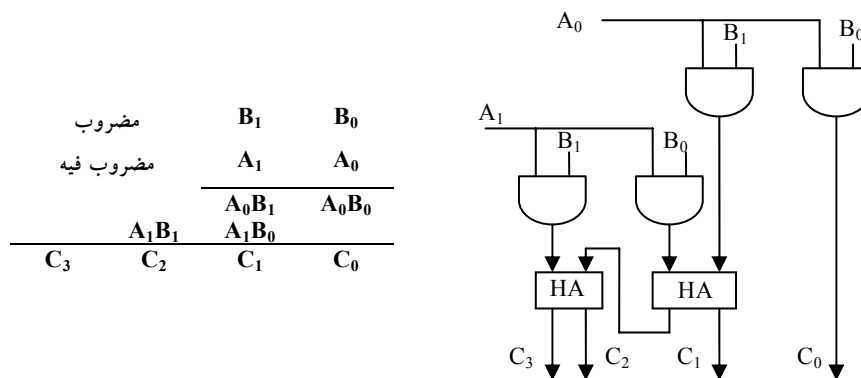 مضروب B₁ B₀
مضروب فيه A₁ A₀
A₀B₁ A₀B₀
A₁B₁ A₁B₀
C₃ C₂ C₁ C₀
A₀
B₁ B₀
A₁
B₁ B₀
HA HA
C₃ C₂ C₁ C₀